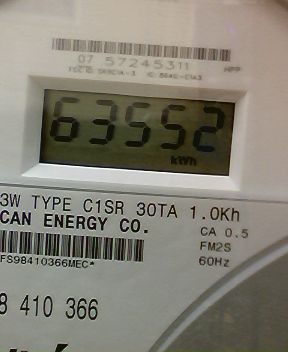 07 57245311
63552
kWh
3W TYPE C1SR 30TA 1.0Kh
CAN ENERGY CO.
CA 0.5
FM2S
FS98410366MEC*
60Hz
8 410 366